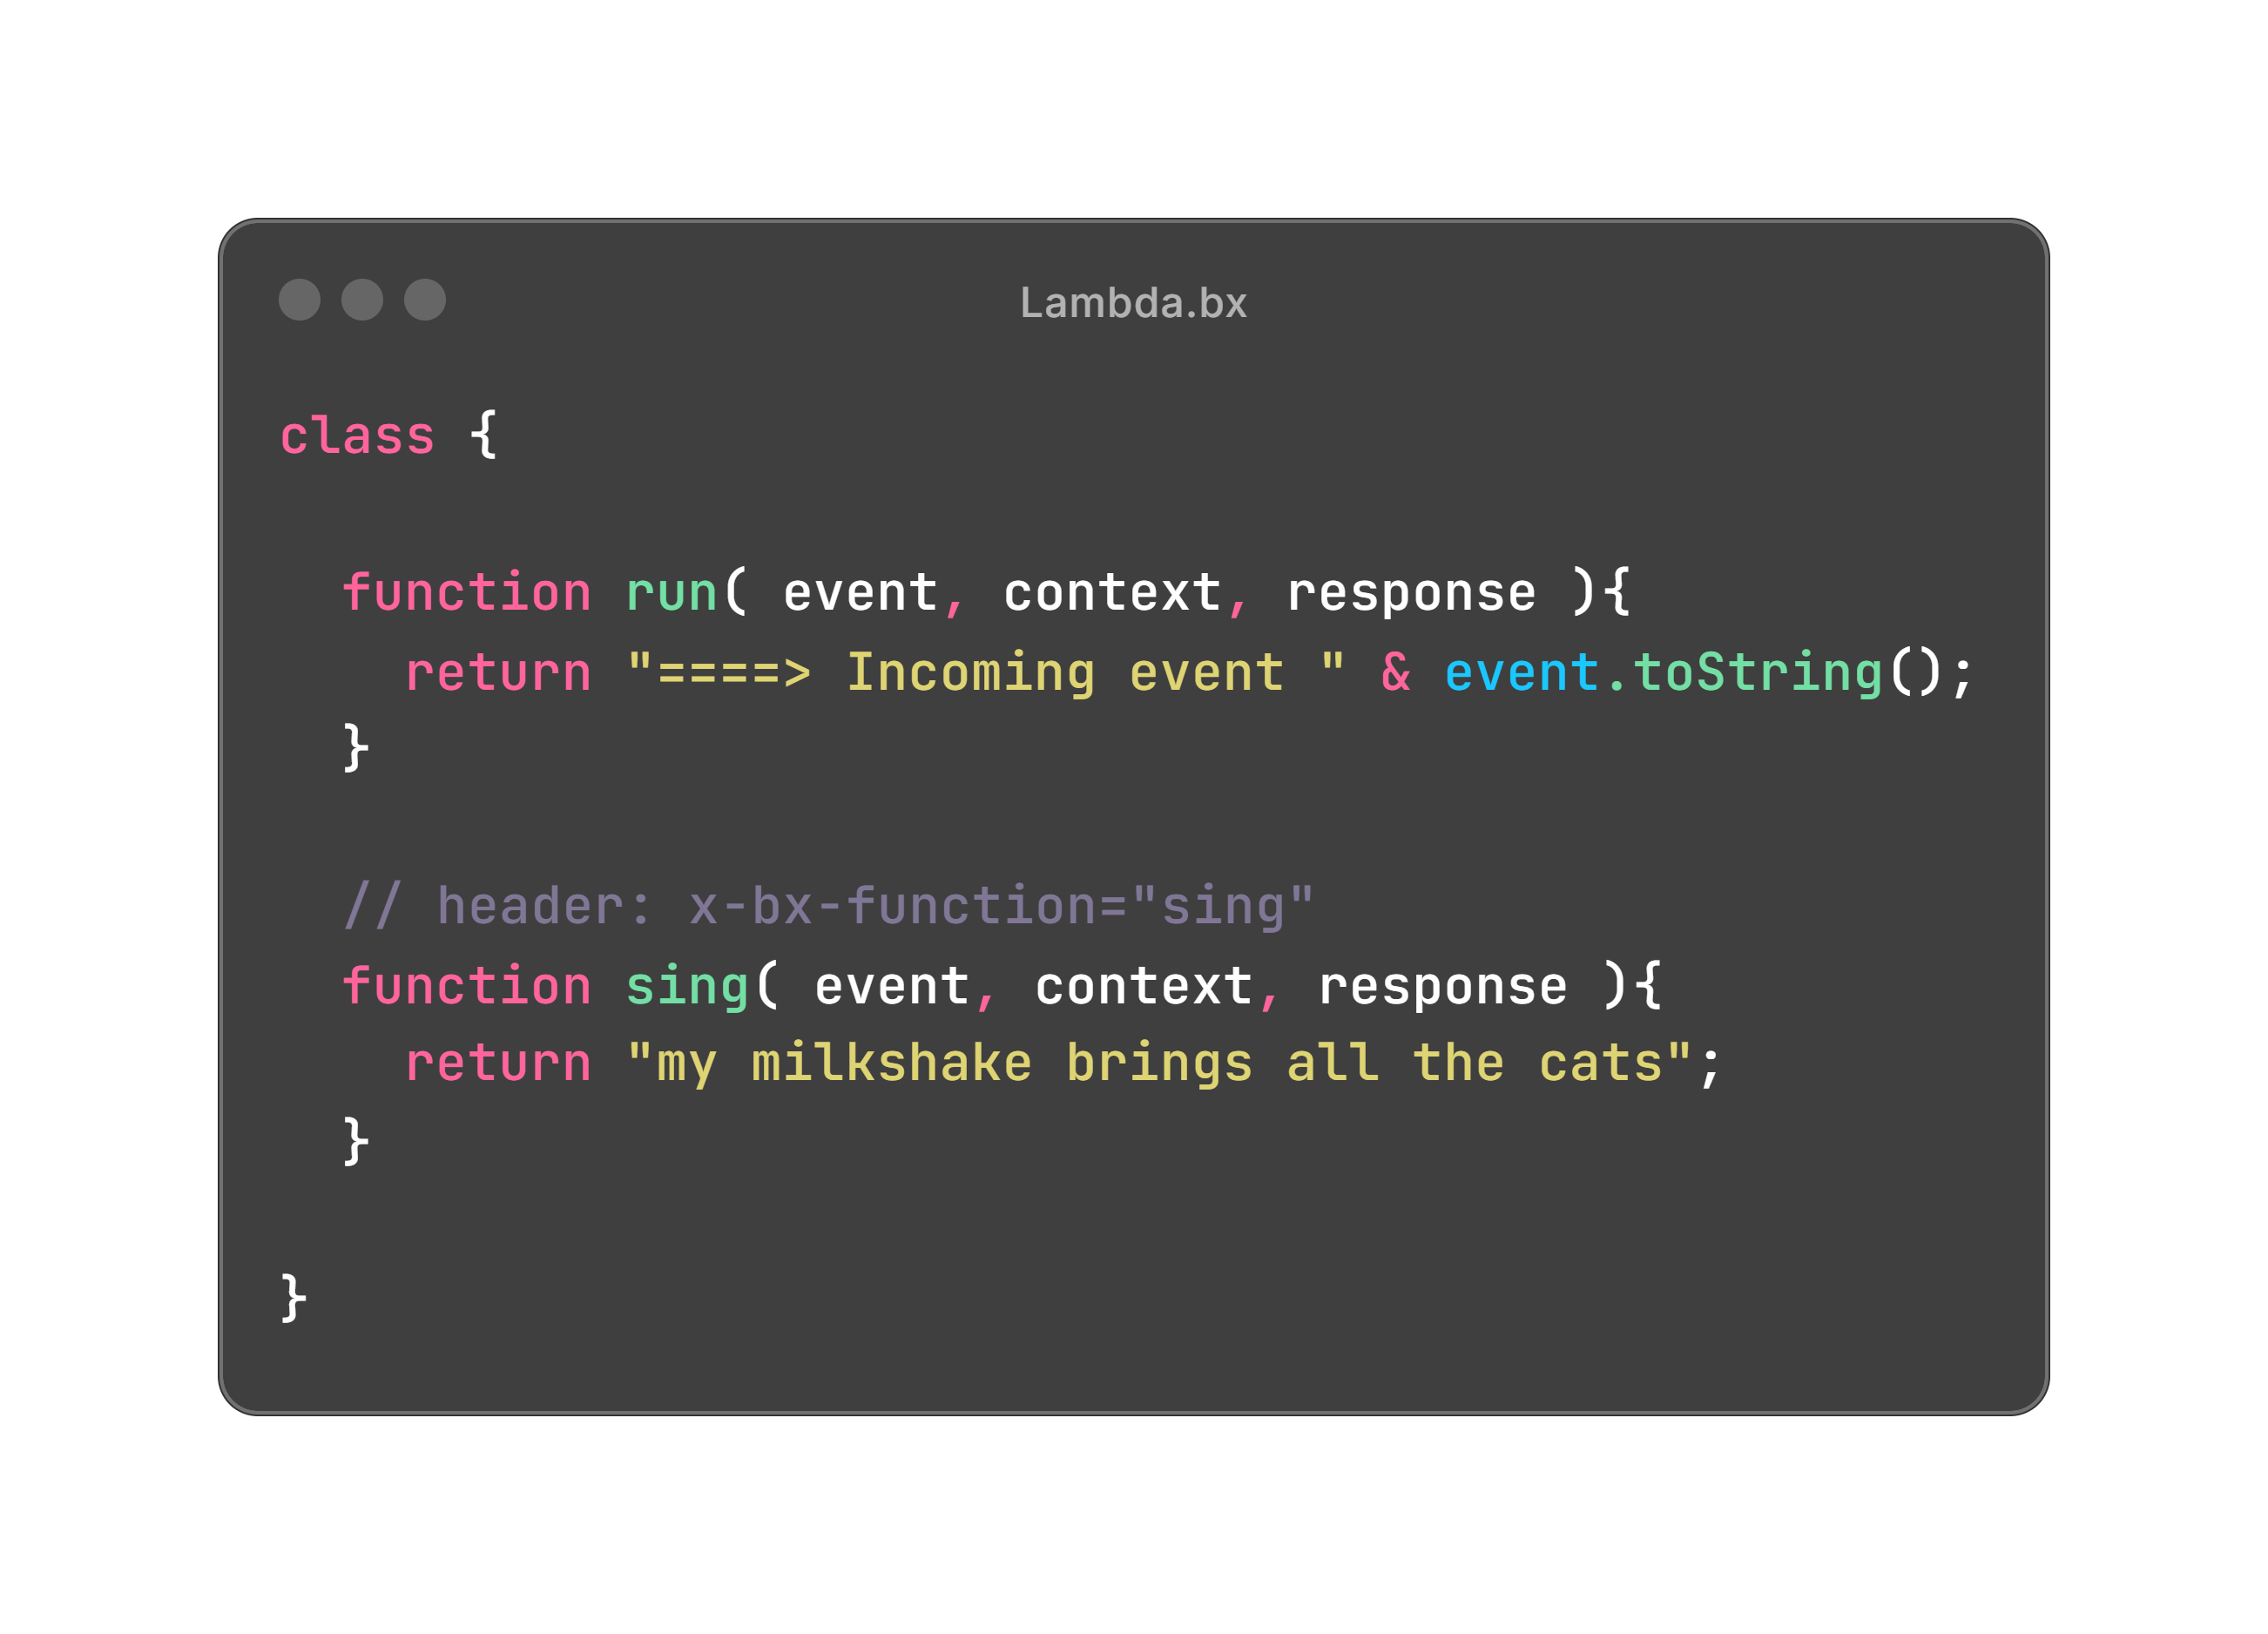 Lambda.bx
class {
function run( event, context, response ){
return "====> Incoming event " & event.toString();
}
// header: x-bx-function="sing"
function sing( event, context, response ){
return "my milkshake brings all the cats";
}
}